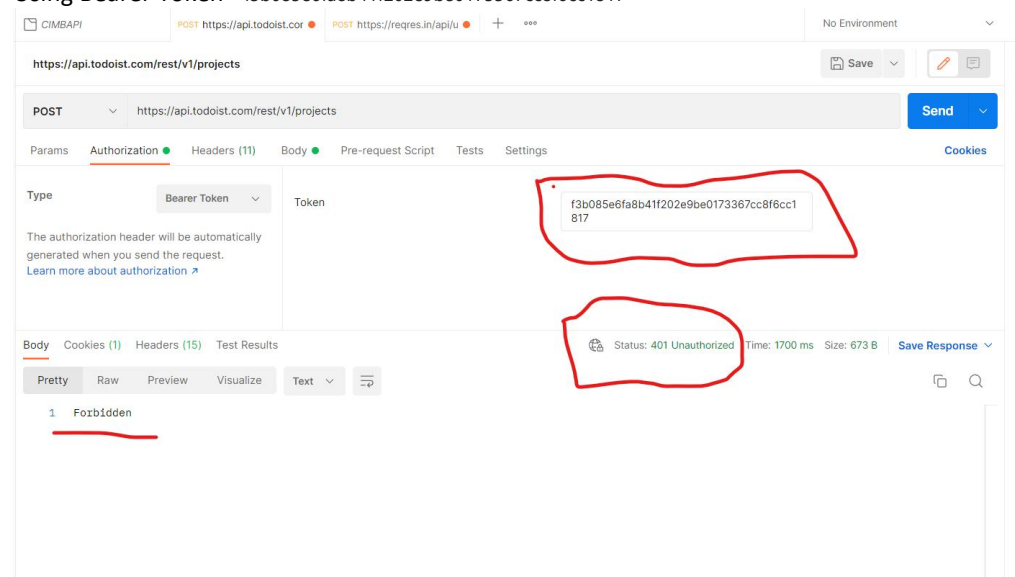 CIMBAPI
POST https://api.todoist.cor
POST https://reqres.in/api/u
No Environment
https://api.todoist.com/rest/v1/projects
Save
POST
https://api.todoist.com/rest/v1/projects
Send
Params Authorization Headers (11) Body Pre-request Script Tests Settings Cookies
Type
Bearer Token
Token
f3b085e6fa8b41f202e9be0173367cc8f6cc1
817
The authorization header will be automatically
generated when you send the request.
Learn more about authorization ↗
Body Cookies (1) Headers (15) Test Results
Status: 401 Unauthorized Time: 1700 ms Size: 673 B Save Response
Pretty Raw Preview Visualize Text
1 Forbidden